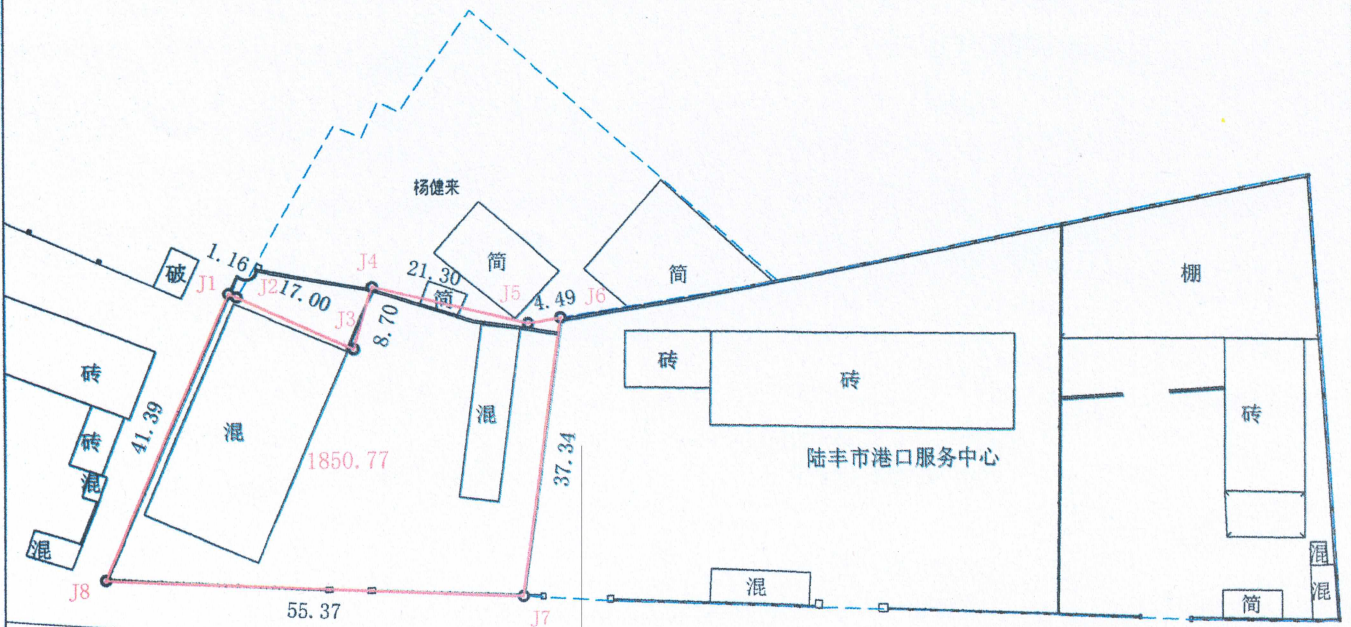 杨健来
破
1.16
J1
J2
17.00
J4
21.30
简
简
J5
4.49
J6
简
棚
J3
8.70
砖
砖
砖
砖
混
混
41.39
砖
混
1850.77
37.34
陆丰市港口服务中心
混
混
混
混
简
J8
55.37
J7